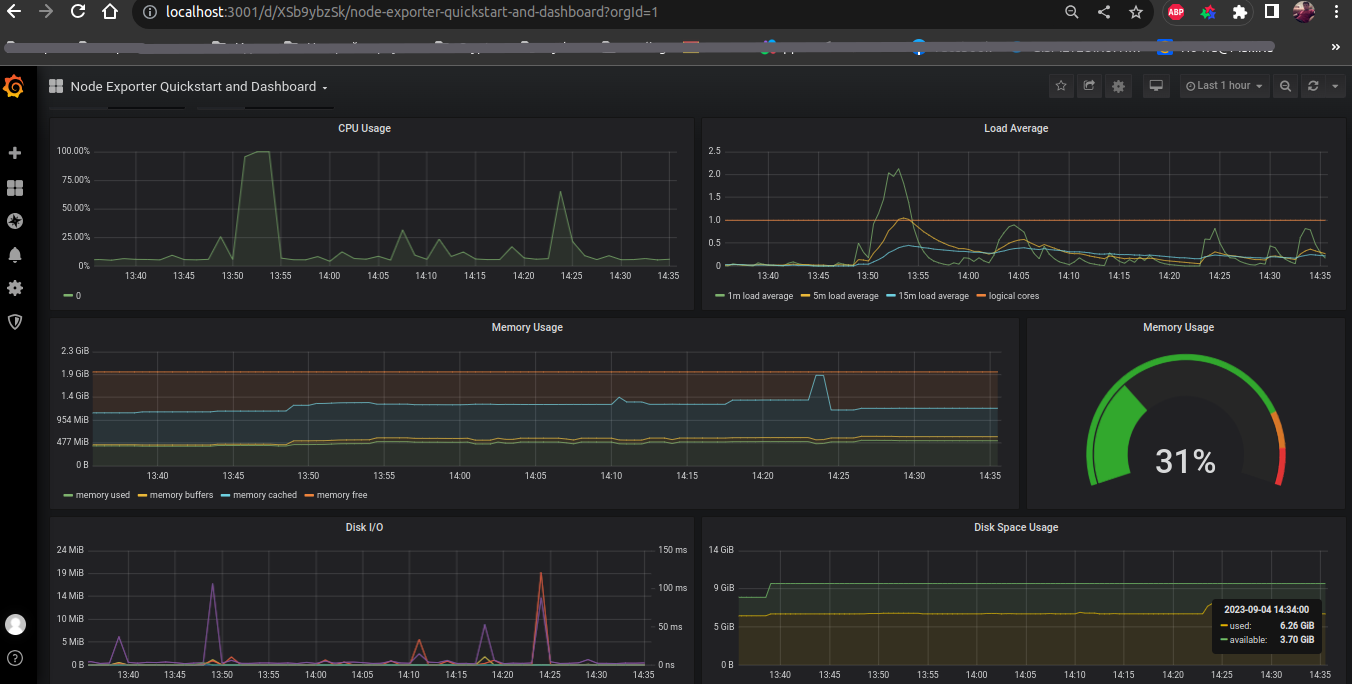 localhost:3001/d/XSb9ybzSk/node-exporter-quickstart-and-dashboard?orgId=1
ABP
»
Node Exporter Quickstart and Dashboard
Last 1 hour
CPU Usage
100.00%
75.00%
50.00%
25.00%
0%
13:40 13:45 13:50 13:55 14:00 14:05 14:10 14:15 14:20 14:25 14:30 14:35
0
Load Average
2.5
2.0
1.5
1.0
0.5
0
13:40 13:45 13:50 13:55 14:00 14:05 14:10 14:15 14:20 14:25 14:30 14:35
1m load average 5m load average 15m load average logical cores
Memory Usage
2.3 GiB
1.9 GiB
1.4 GiB
954 MiB
477 MiB
0 B
13:40 13:45 13:50 13:55 14:00 14:05 14:10 14:15 14:20 14:25 14:30 14:35
memory used memory buffers memory cached memory free
Memory Usage
31%
Disk I/O
24 MiB
19 MiB
14 MiB
10 MiB
5 MiB
0 B
150 ms
100 ms
50 ms
0 ns
13:40 13:45 13:50 13:55 14:00 14:05 14:10 14:15 14:20 14:25 14:30 14:35
Disk Space Usage
14 GiB
9 GiB
5 GiB
0 B
2023-09-04 14:34:00
used: 6.26 GiB
available: 3.70 GiB
13:40 13:45 13:50 13:55 14:00 14:05 14:10 14:15 14:20 14:25 14:30 14:35